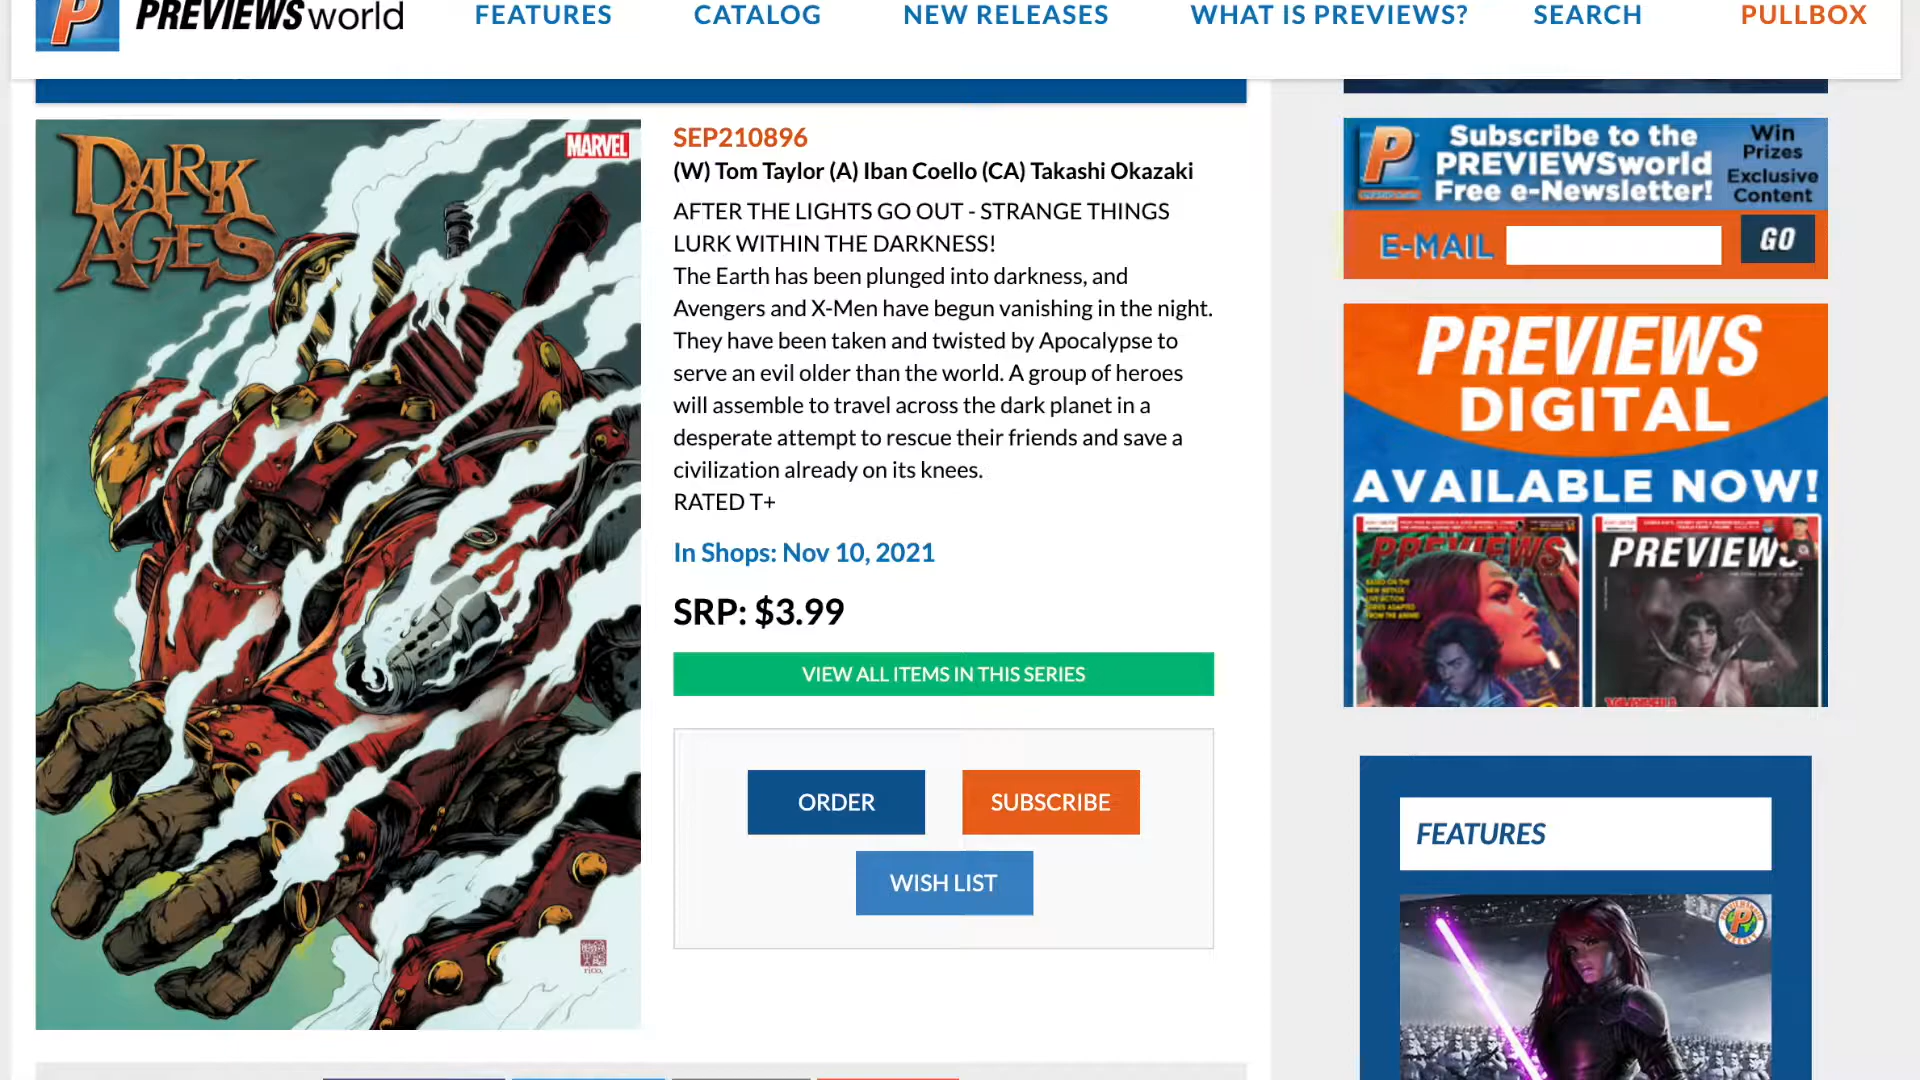 PREVIEWSworld
FEATURES
CATALOG
NEW RELEASES
WHAT IS PREVIEWS?
SEARCH
PULLBOX
DARK
AGES
MARVEL
SEP210896
(W) Tom Taylor (A) Iban Coello (CA) Takashi Okazaki
AFTER THE LIGHTS GO OUT - STRANGE THINGS
LURK WITHIN THE DARKNESS!
The Earth has been plunged into darkness, and
Avengers and X-Men have begun vanishing in the night.
They have been taken and twisted by Apocalypse to
serve an evil older than the world. A group of heroes
will assemble to travel across the dark planet in a
desperate attempt to rescue their friends and save a
civilization already on its knees.
RATED T+
In Shops: Nov 10, 2021
SRP: $3.99
VIEW ALL ITEMS IN THIS SERIES
ORDER
SUBSCRIBE
WISH LIST
Subscribe to the
PREVIEWSworld
Free e-Newsletter!
Win
Prizes
Exclusive
Content
E-MAIL
GO
PREVIEWS
DIGITAL
AVAILABLE NOW!
PREVIEWS
PREVIEWS
FEATURES